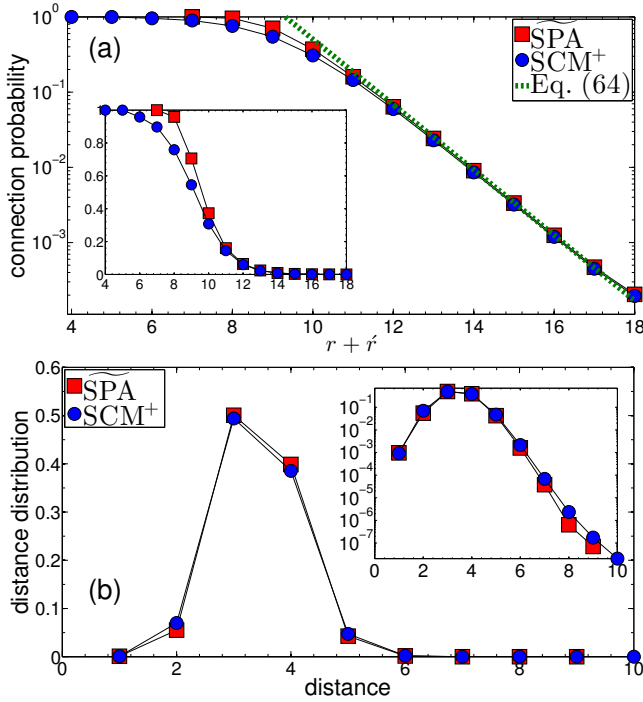 (a)
SPA
SCM+
Eq. (64)
connection probability
10^0
10^-1
10^-2
10^-3
0.8
0.6
0.4
0.2
0
4 6 8 10 12 14 16 18
4 6 8 10 12 14 16 18
r + ŕ
(b)
SPA
SCM+
distance distribution
0.6
0.5
0.4
0.3
0.2
0.1
0
10^-1
10^-2
10^-3
10^-4
10^-5
10^-6
10^-7
0 2 4 6 8 10
0 2 4 6 8 10
distance